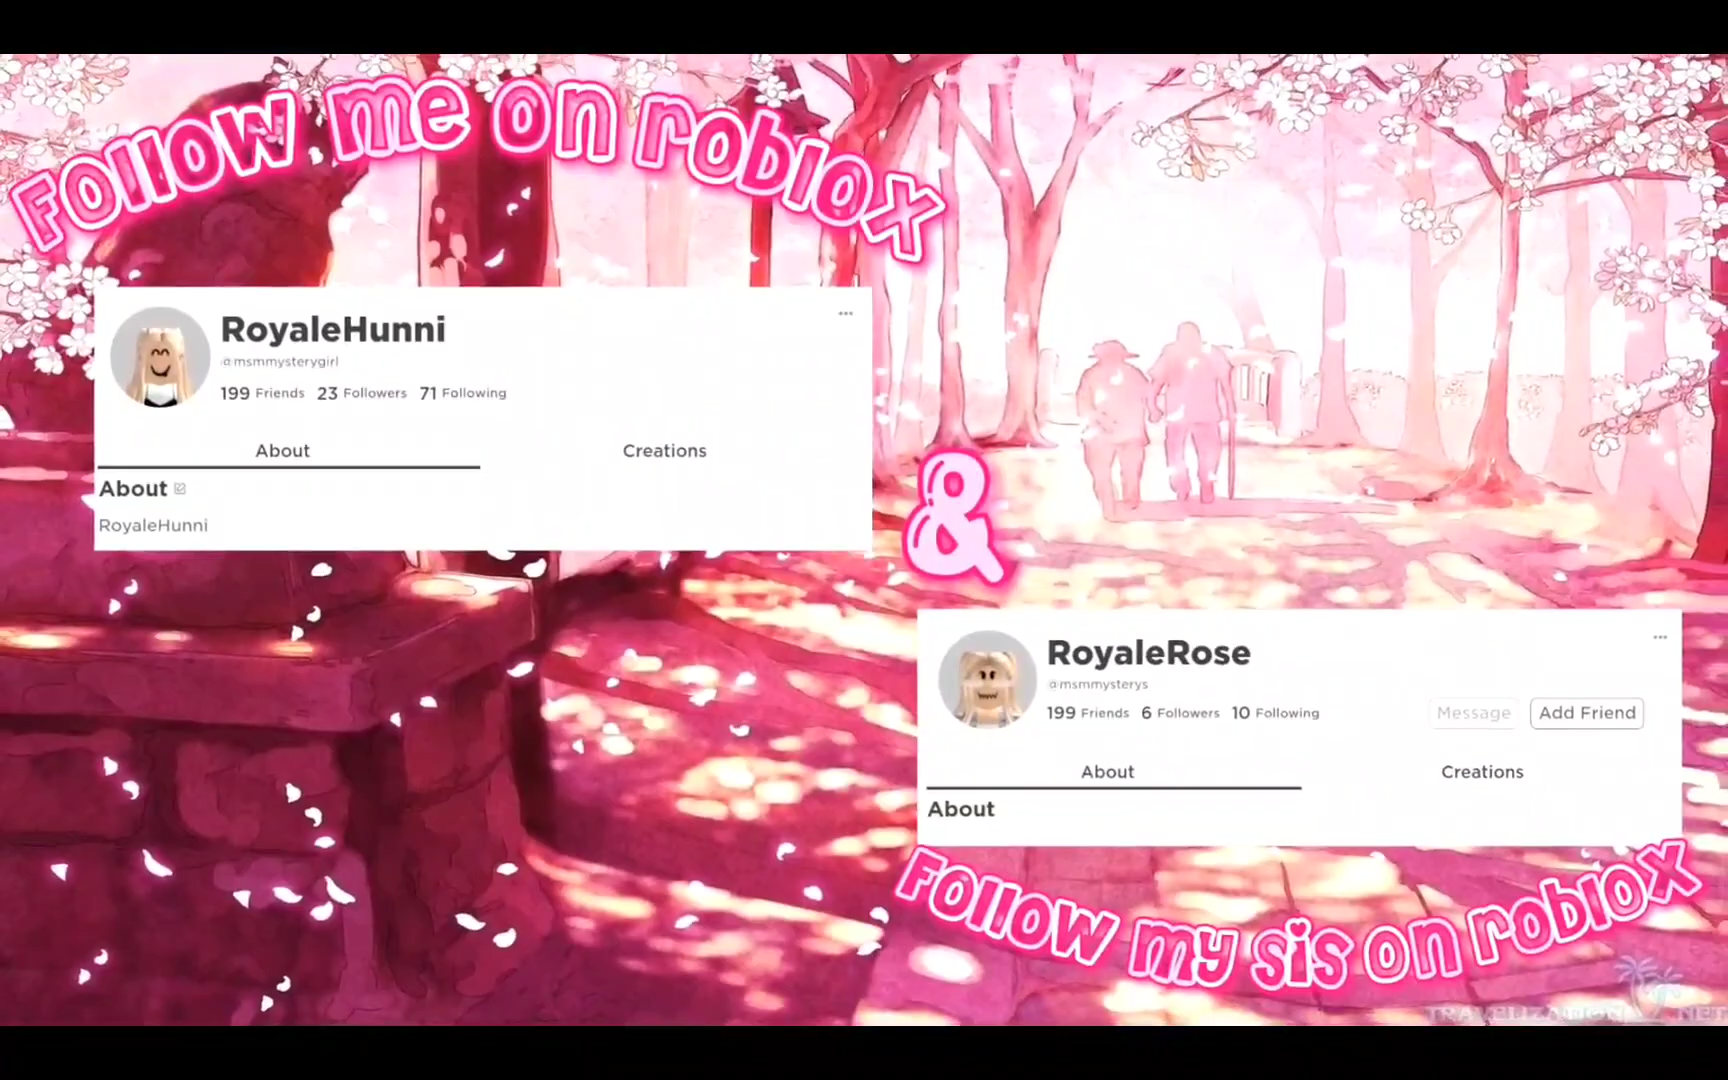 Follow me on roblox
RoyaleHunni
@msmmysterygirl
199 Friends 23 Followers 71 Following
About Creations
About
RoyaleHunni
&
RoyaleRose
@msmmysterys
199 Friends 6 Followers 10 Following
Message Add Friend
About Creations
About
Follow my sis on roblox